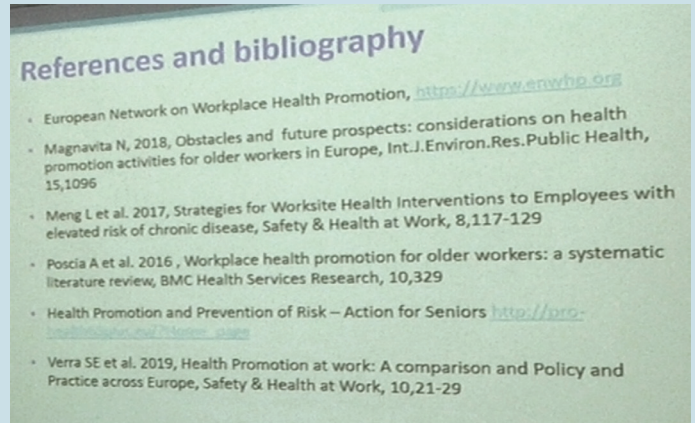 References and bibliography
• European Network on Workplace Health Promotion, https://www.enwhp.org
• Magnavita N, 2018, Obstacles and future prospects: considerations on health
promotion activities for older workers in Europe, Int.J.Environ.Res.Public Health,
15,1096
• Meng L et al. 2017, Strategies for Worksite Health Interventions to Employees with
elevated risk of chronic disease, Safety & Health at Work, 8,117-129
• Poscia A et al. 2016 , Workplace health promotion for older workers: a systematic
literature review, BMC Health Services Research, 10,329
• Health Promotion and Prevention of Risk – Action for Seniors http://pro-
• Verra SE et al. 2019, Health Promotion at work: A comparison and Policy and
Practice across Europe, Safety & Health at Work, 10,21-29